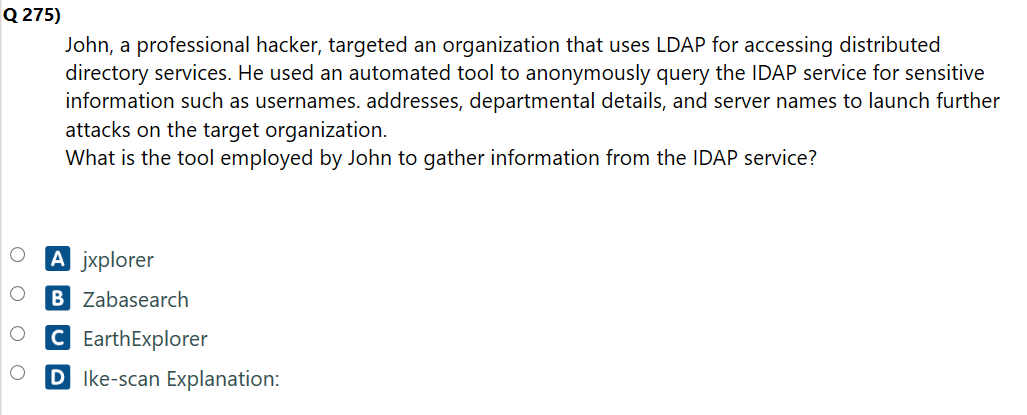 Q 275)
John, a professional hacker, targeted an organization that uses LDAP for accessing distributed
directory services. He used an automated tool to anonymously query the IDAP service for sensitive
information such as usernames. addresses, departmental details, and server names to launch further
attacks on the target organization.
What is the tool employed by John to gather information from the IDAP service?
A jxplorer
B Zabasearch
C EarthExplorer
D Ike-scan Explanation: